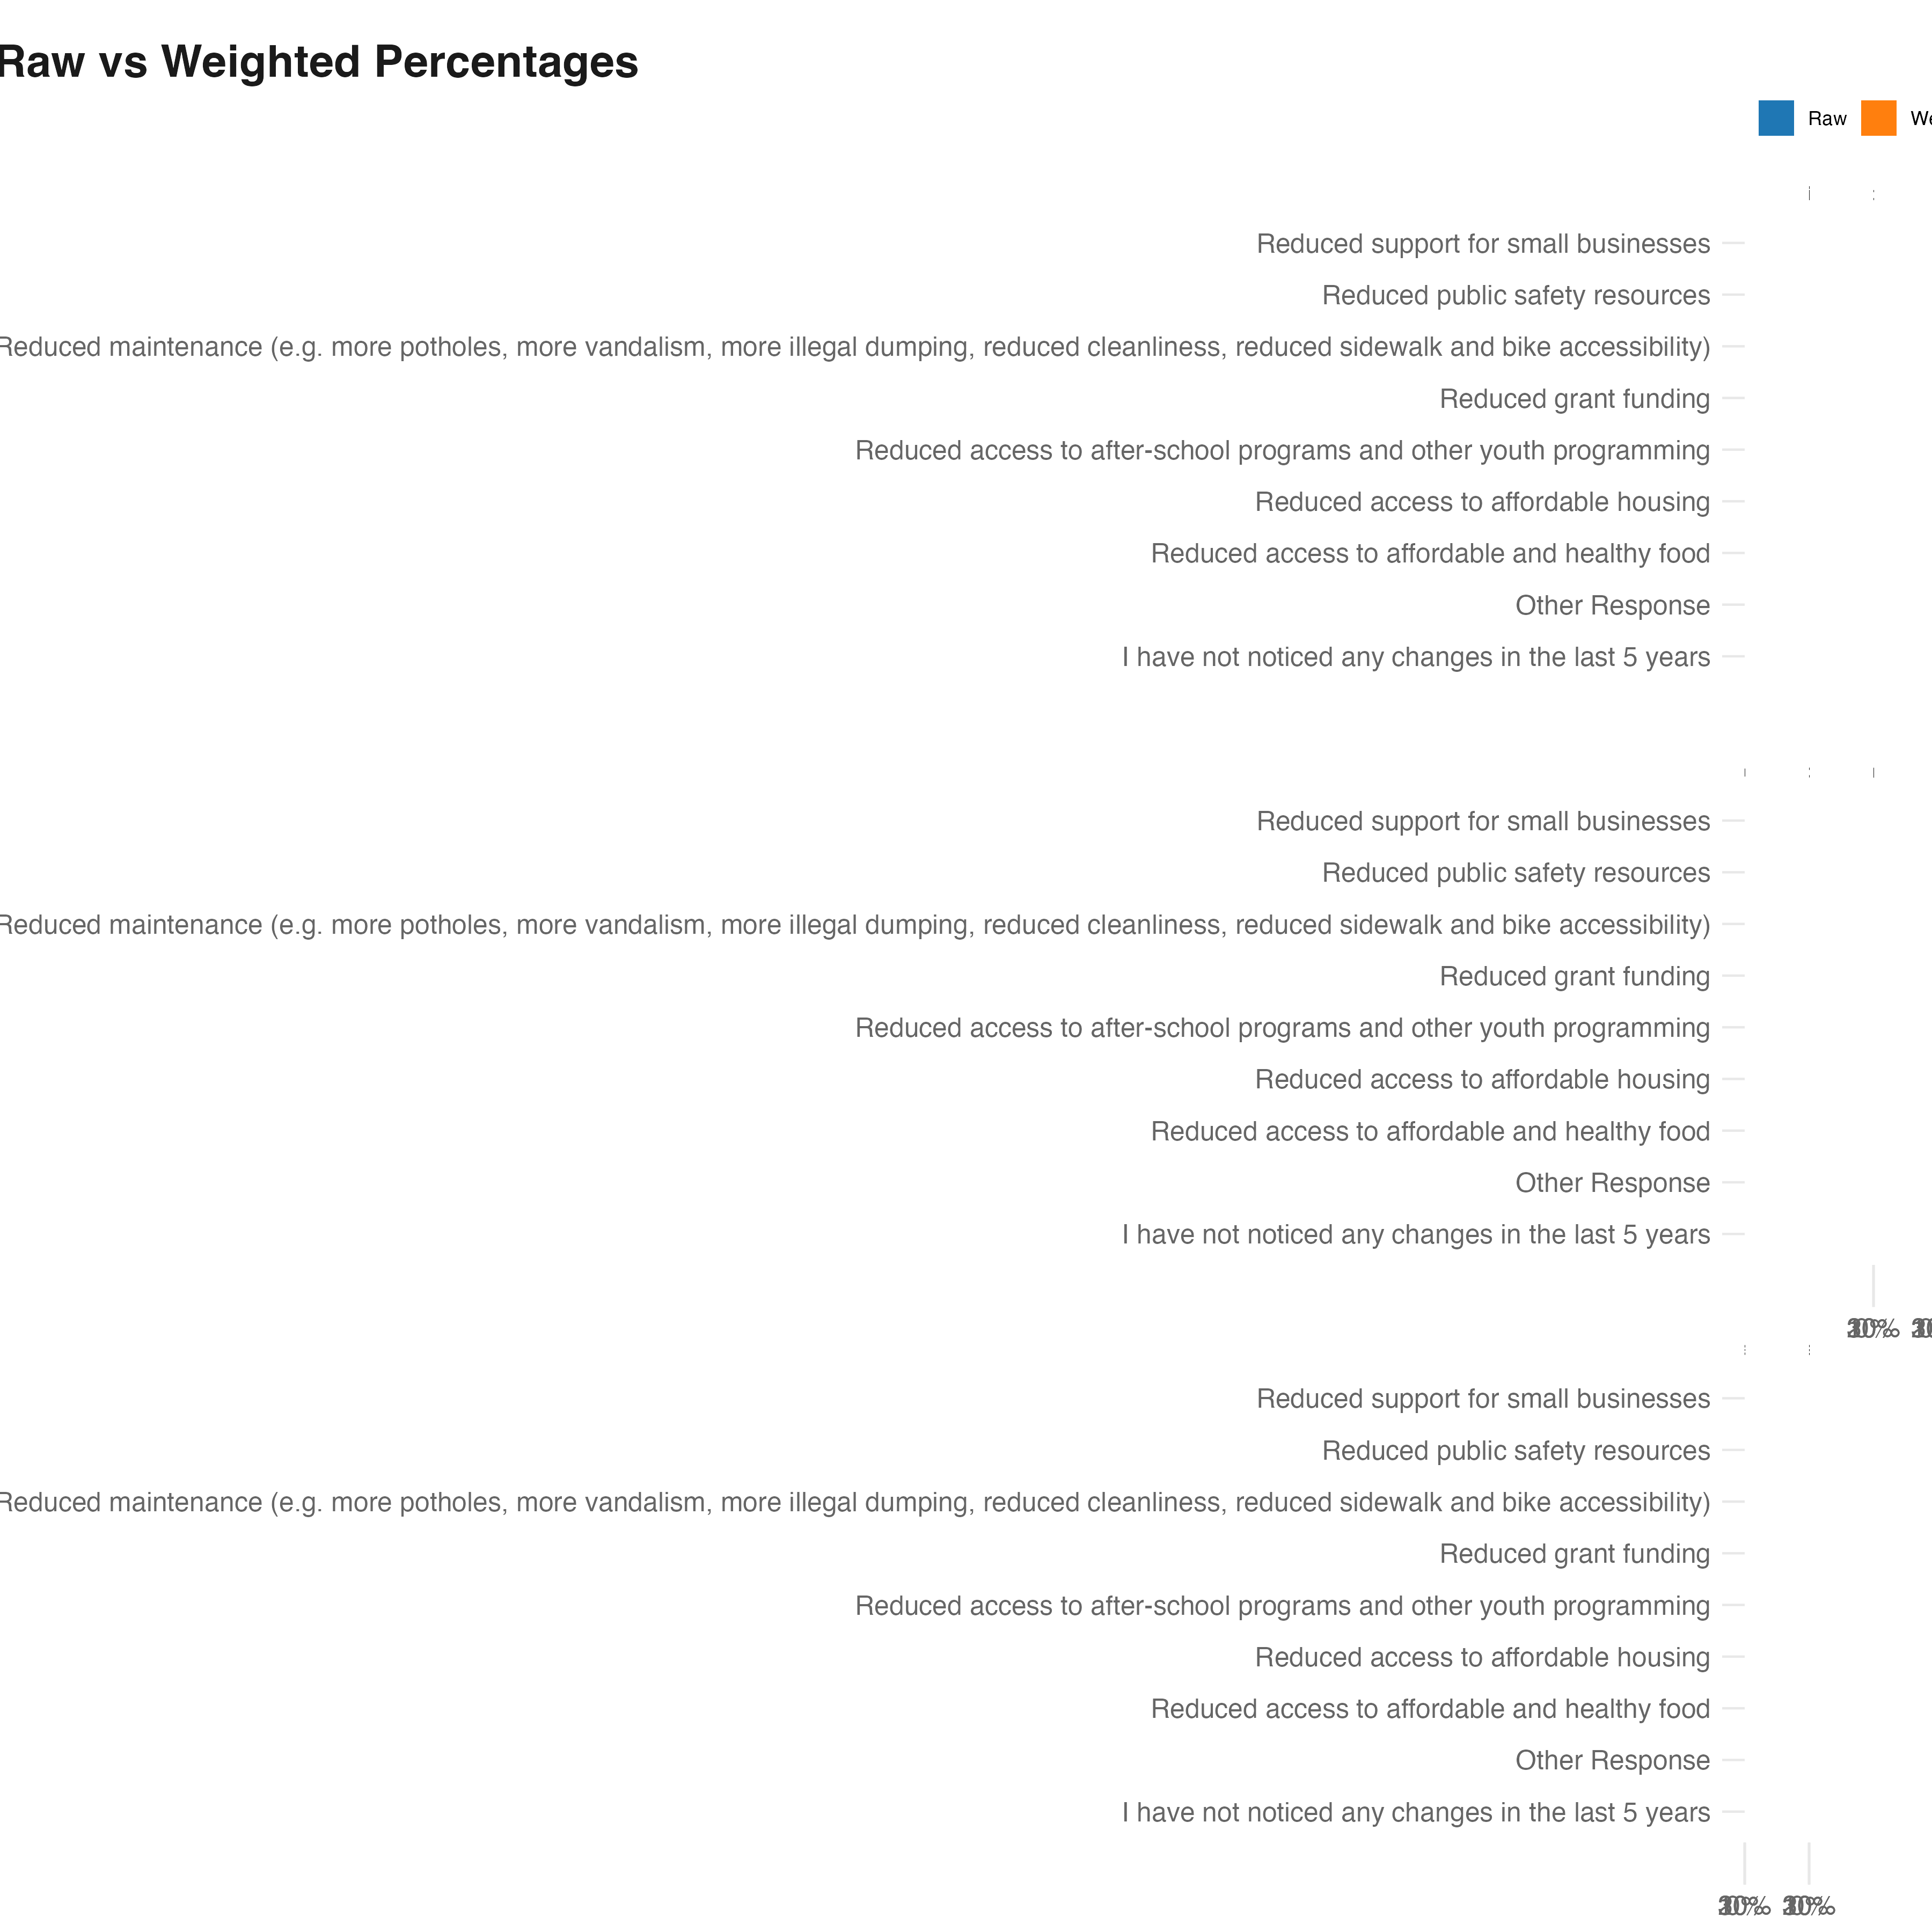 Raw vs Weighted Percentages
Raw
Reduced support for small businesses
Reduced public safety resources
Reduced maintenance (e.g. more potholes, more vandalism, more illegal dumping, reduced cleanliness, reduced sidewalk and bike accessibility)
Reduced grant funding
Reduced access to after-school programs and other youth programming
Reduced access to affordable housing
Reduced access to affordable and healthy food
Other Response
I have not noticed any changes in the last 5 years
Reduced support for small businesses
Reduced public safety resources
Reduced maintenance (e.g. more potholes, more vandalism, more illegal dumping, reduced cleanliness, reduced sidewalk and bike accessibility)
Reduced grant funding
Reduced access to after-school programs and other youth programming
Reduced access to affordable housing
Reduced access to affordable and healthy food
Other Response
I have not noticed any changes in the last 5 years
Reduced support for small businesses
Reduced public safety resources
Reduced maintenance (e.g. more potholes, more vandalism, more illegal dumping, reduced cleanliness, reduced sidewalk and bike accessibility)
Reduced grant funding
Reduced access to after-school programs and other youth programming
Reduced access to affordable housing
Reduced access to affordable and healthy food
Other Response
I have not noticed any changes in the last 5 years